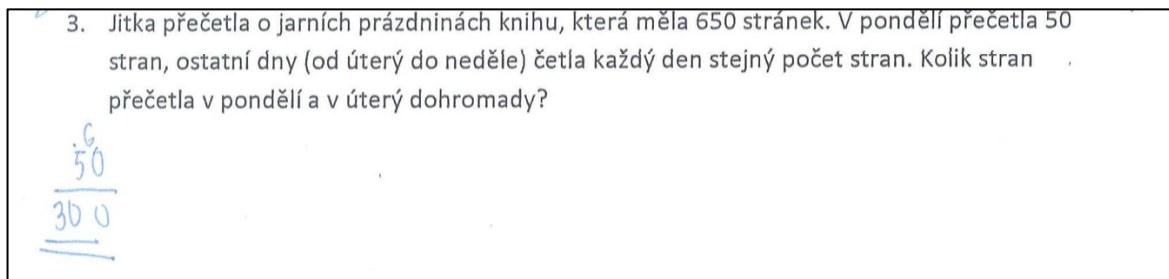 3. Jitka přečetla o jarních prázdninách knihu, která měla 650 stránek. V pondělí přečetla 50
stran, ostatní dny (od úterý do neděle) četla každý den stejný počet stran. Kolik stran
přečetla v pondělí a v úterý dohromady?
.6
50
300